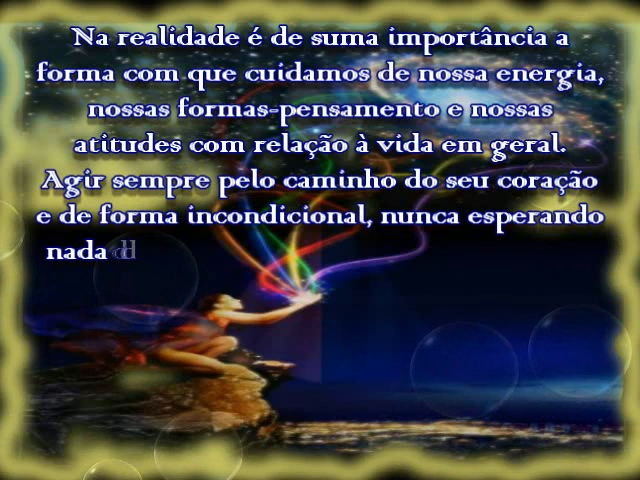 Na realidade é de suma importância a
forma com que cuidamos de nossa energia,
nossas formas-pensamento e nossas
atitudes com relação à vida em geral.
Agir sempre pelo caminho do seu coração
e de forma incondicional, nunca esperando
nada